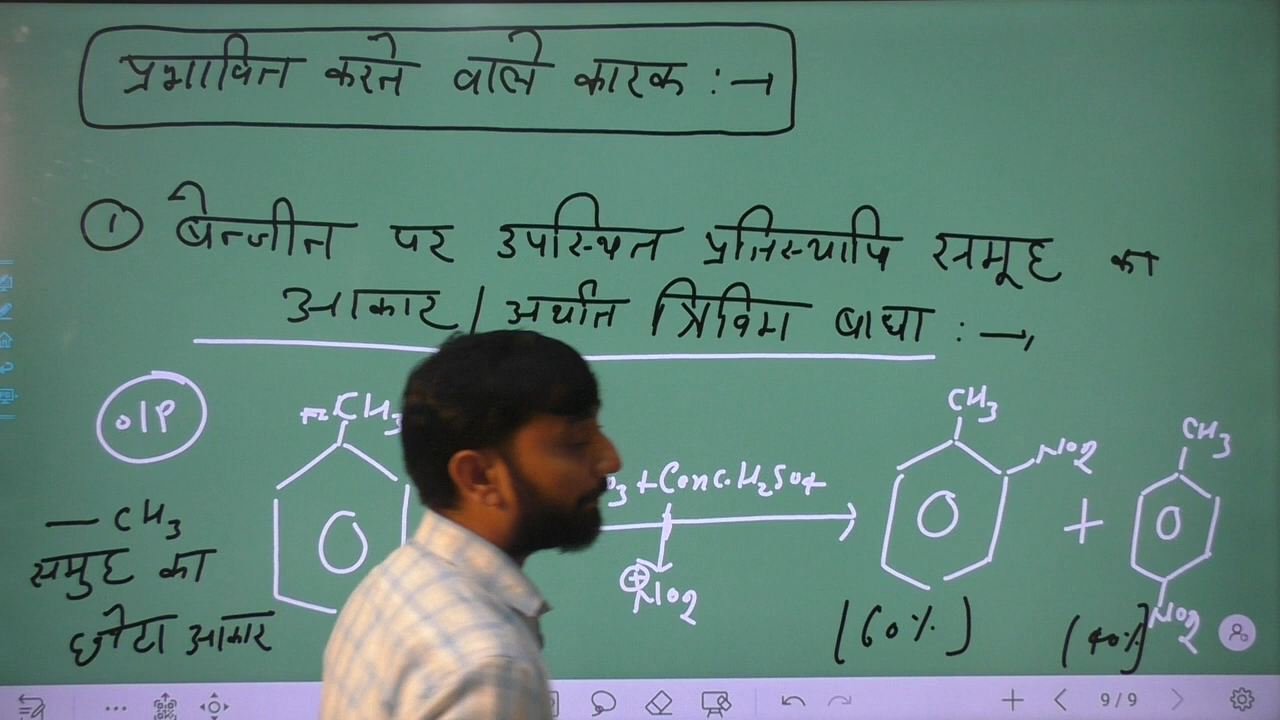 प्रभावित करने वाले कारक :→
① बेन्जीन पर उपस्थित प्रतिस्थापि समूह का
आकार / अर्थात त्रिविम बाधा :→
o/P
CH3
O
— CH3
समुह का
छोटा आकार
O3 + Conc. H2SO4
⊕NO2
CH3
NO2
O
(60%)
+
CH3
O
NO2
(40%)
9/9